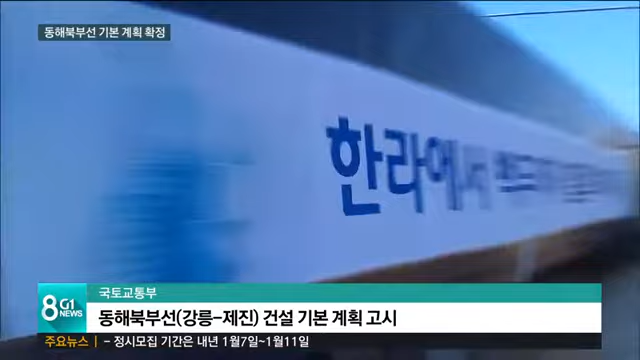 동해북부선 기본 계획 확정
한라에서
8 G1 NEWS
국토교통부
동해북부선(강릉-제진) 건설 기본 계획 고시
주요뉴스 - 정시모집 기간은 내년 1월7일~1월11일